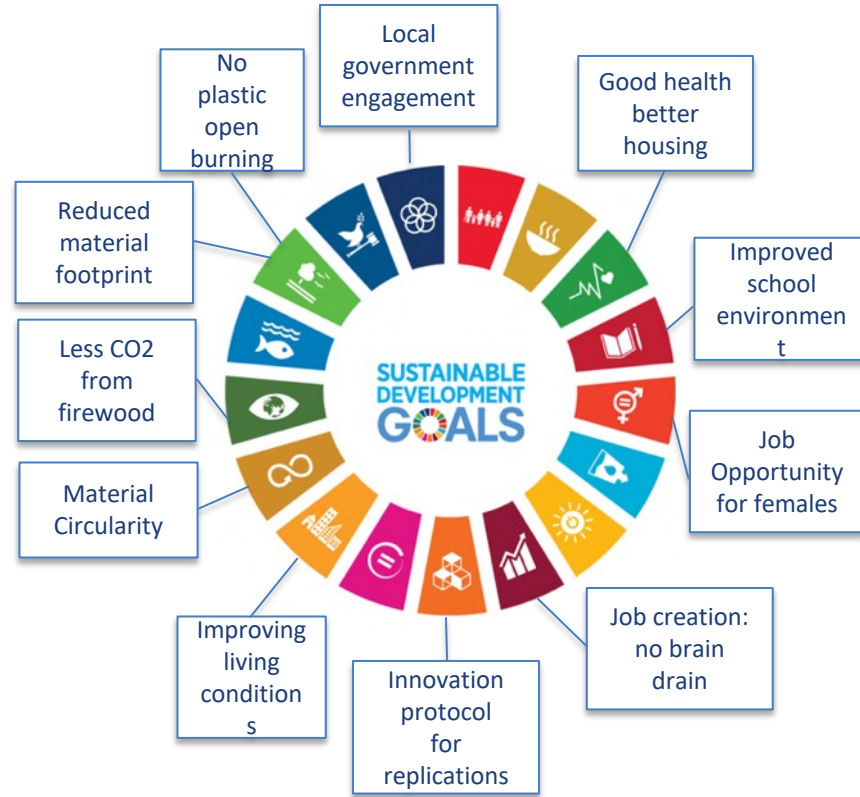 Local
government
engagement
No
plastic
open
burning
Good health
better
housing
Reduced
material
footprint
Improved
school
environmen
t
Less CO2
from
firewood
SUSTAINABLE
DEVELOPMENT
GOALS
Job
Opportunity
for females
Material
Circularity
Improving
living
condition
s
Innovation
protocol
for
replications
Job creation:
no brain
drain